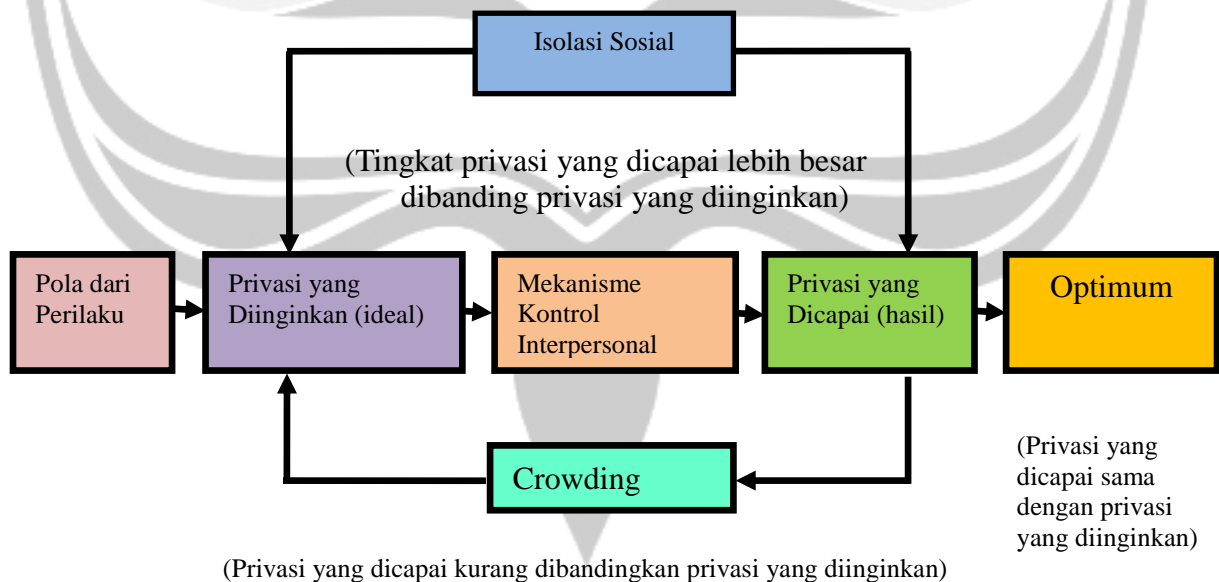 Isolasi Sosial
(Tingkat privasi yang dicapai lebih besar
dibanding privasi yang diinginkan)
Pola dari
Perilaku
Privasi yang
Diinginkan (ideal)
Mekanisme
Kontrol
Interpersonal
Privasi yang
Dicapai (hasil)
Optimum
Crowding
(Privasi yang
dicapai sama
dengan privasi
yang diinginkan)
(Privasi yang dicapai kurang dibandingkan privasi yang diinginkan)